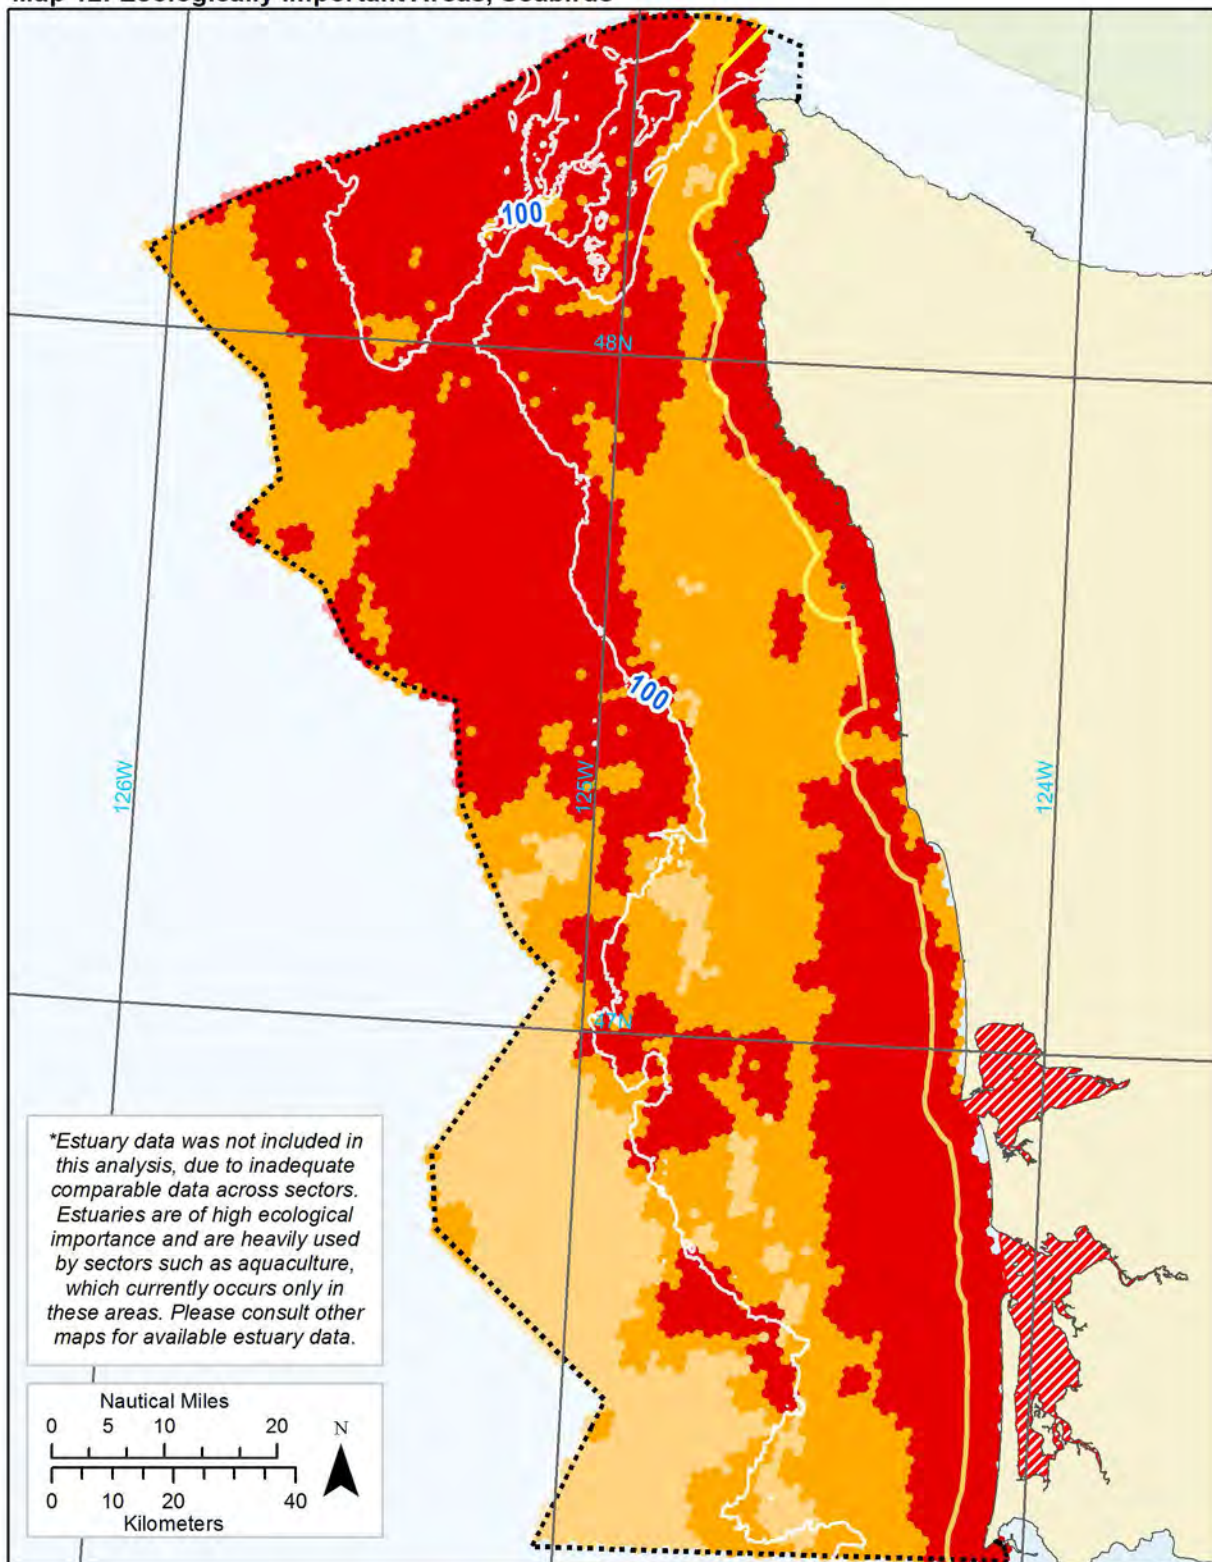 Map 12: Ecologically Important Areas, Seabirds
100
48N
100
126W
125W
124W
47N
*Estuary data was not included in
this analysis, due to inadequate
comparable data across sectors.
Estuaries are of high ecological
importance and are heavily used
by sectors such as aquaculture,
which currently occurs only in
these areas. Please consult other
maps for available estuary data.
Nautical Miles
0 5 10 20
N
0 10 20 40
Kilometers